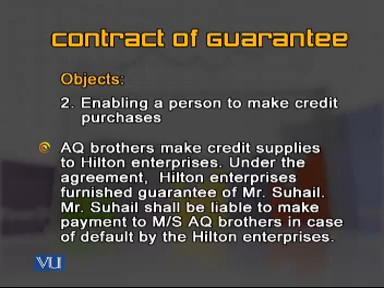 contract of Guarantee
Objects:
2. Enabling a person to make credit
purchases
AQ brothers make credit supplies
to Hilton enterprises. Under the
agreement, Hilton enterprises
furnished guarantee of Mr. Suhail.
Mr. Suhail shall be liable to make
payment to M/S AQ brothers in case
of default by the Hilton enterprises.
VU